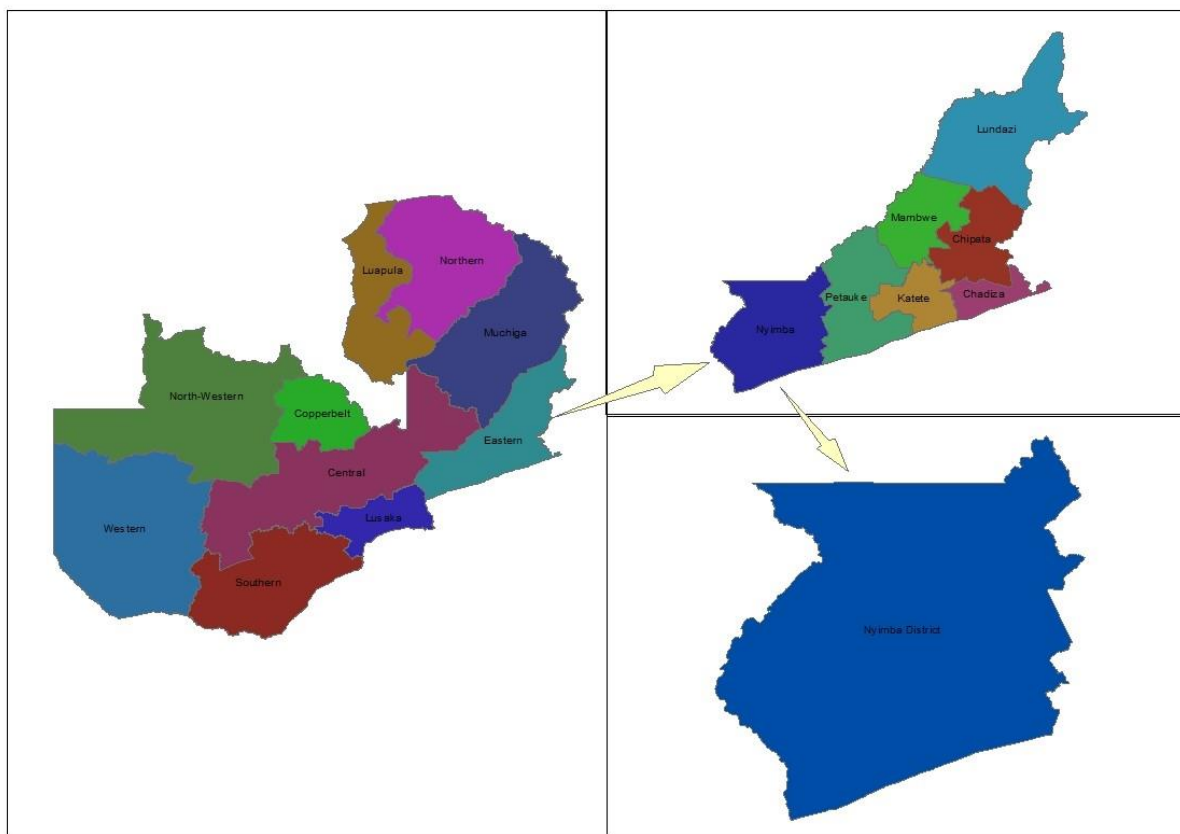 Luapula
Northern
Muchiga
North-Western
Copperbelt
Eastern
Central
Western
Lusaka
Southern
Lundazi
Mambwe
Chipata
Petauke
Katete
Chadiza
Nyimba
Nyimba District